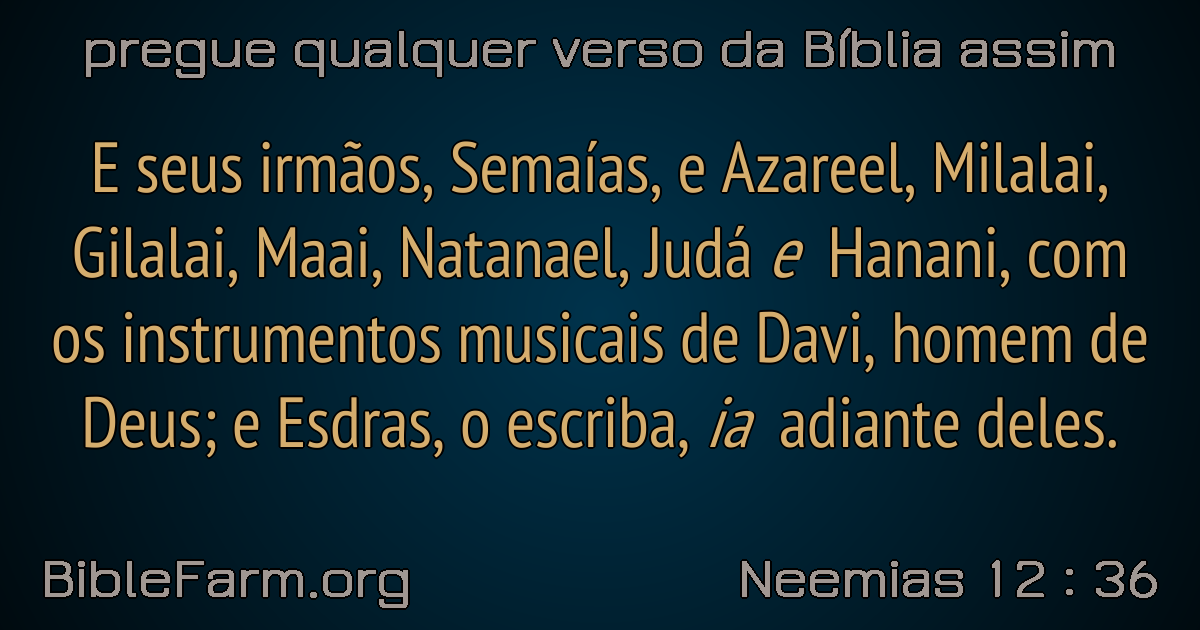 pregue qualquer verso da Bíblia assim
E seus irmãos, Semaías, e Azareel, Milalai,
Gilalai, Maai, Natanael, Judá e Hanani, com
os instrumentos musicais de Davi, homem de
Deus; e Esdras, o escriba, ia adiante deles.
BibleFarm.org
Neemias 12 : 36